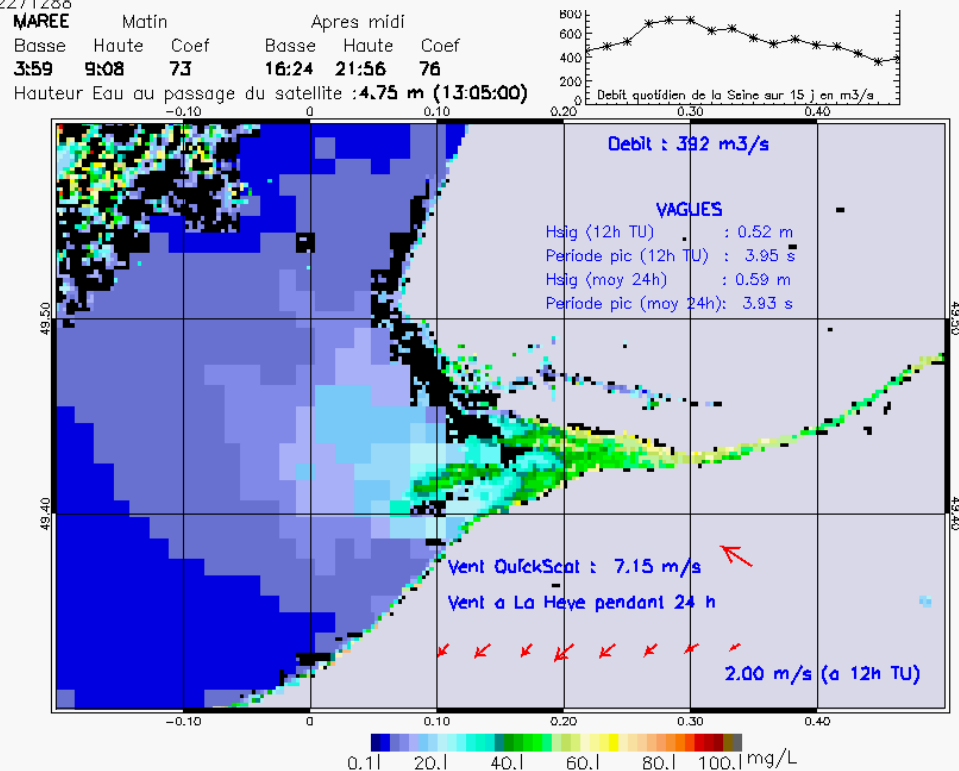 MAREE Matin Apres midi
Basse Haute Coef Basse Haute Coef
3:59 9:08 73 16:24 21:56 76
Hauteur Eau au passage du satellite : 4.75 m (13:05:00)
800
600
400
200
0
Debit quotidien de la Seine sur 15 j en m3/s
-0.10 0 0.10 0.20 0.30 0.40
Debit : 392 m3/s
VAGUES
Hsig (12h TU) : 0.52 m
Periode pic (12h TU) : 3.95 s
Hsig (moy 24h) : 0.59 m
Periode pic (moy 24h): 3.93 s
49.50 49.50
49.40 49.40
Vent QuickScat : 7.15 m/s
Vent a La Heve pendant 24 h
2.00 m/s (a 12h TU)
-0.10 0 0.10 0.20 0.30 0.40
0.1 20. 40. 60. 80. 100. mg/L